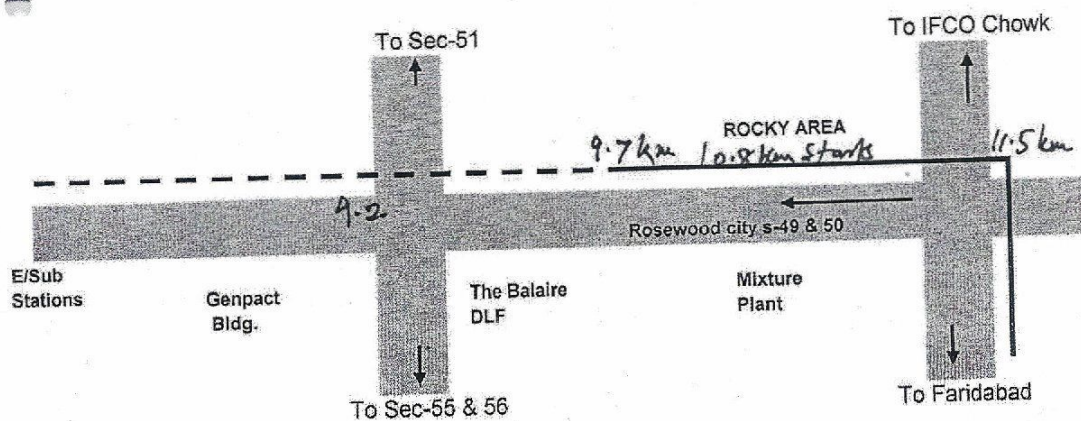 To Sec-51
To IFCO Chowk
ROCKY AREA
9.7 km 10.8 km Starts 11.5 km
9.2
Rosewood city s-49 & 50
E/Sub
Stations
Genpact
Bldg.
The Balaire
DLF
Mixture
Plant
To Sec-55 & 56
To Faridabad